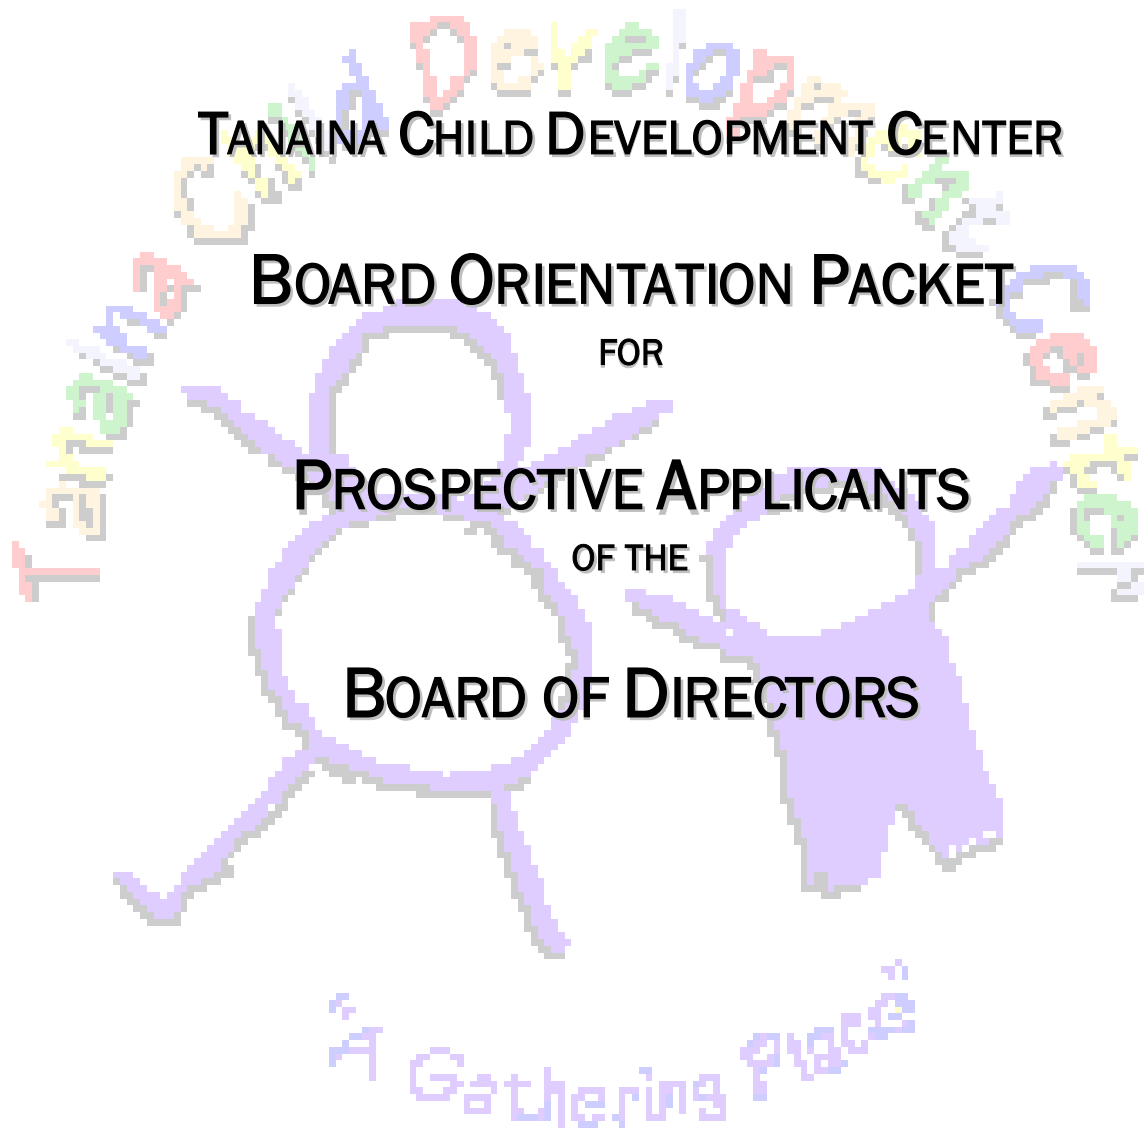 Tanaina Child Development Center
TANAINA CHILD DEVELOPMENT CENTER
BOARD ORIENTATION PACKET
FOR
PROSPECTIVE APPLICANTS
OF THE
BOARD OF DIRECTORS
"A Gathering Place"